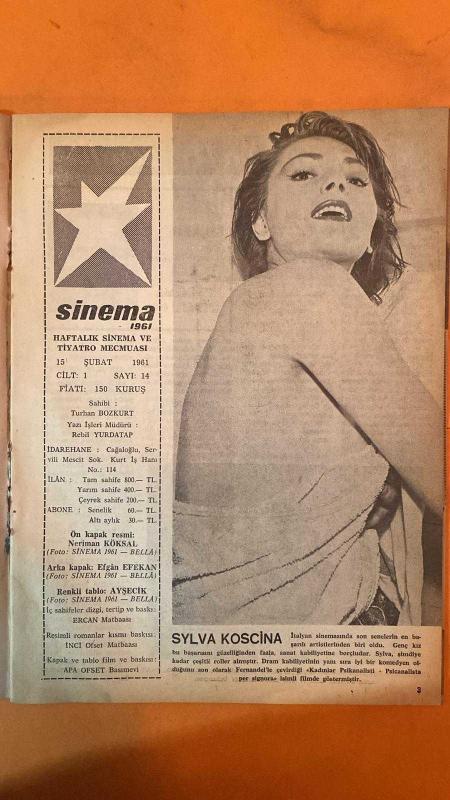 sinema
1961
HAFTALIK SİNEMA VE
TİYATRO MECMUASI
15 ŞUBAT 1961
CİLT: 1 SAYI: 14
FİATI: 150 KURUŞ
Sahibi :
Turhan BOZKURT
Yazı İşleri Müdürü :
Rebil YURDATAP
İDAREHANE : Cağaloğlu, Ser-
vili Mescit Sok. Kurt İş Hanı
No.: 114
İLÂN : Tam sahife 800.— TL.
Yarım sahife 400.— TL.
Çeyrek sahife 200.— TL.
ABONE : Senelik 60.— TL.
Altı aylık 30.— TL.
Ön kapak resmi:
Neriman KÖKSAL
(Foto: SİNEMA 1961 — BELLÂ)
Arka kapak: Efgân EFEKAN
(Foto: SİNEMA 1961 — BELLÂ)
Renkli tablo: AYŞECİK
(Foto: SİNEMA 1961 — BELLÂ)
İç sahifeler dizgi, tertip ve baskı:
ERCAN Matbaası
Resimli romanlar kısmı baskısı:
İNCİ Ofset Matbaası
Kapak ve tablo film ve baskısı:
APA OFSET Basımevi
SYLVA KOSCİNA
İtalyan sinemasında son senelerin en ba-
şarılı artistlerinden biri oldu. Genç kız
bu başarısını güzelliğinden fazla, sanat kabiliyetine borçludur. Sylva, şimdiye
kadar çeşitli roller almıştır. Dram kabiliyetinin yanı sıra iyi bir komedyen ol-
duğunu son olarak Fernandel'le çevirdiği «Kadınlar Psikanalisti - Psicanalista
per signora» isimli filmde göstermiştir.
3